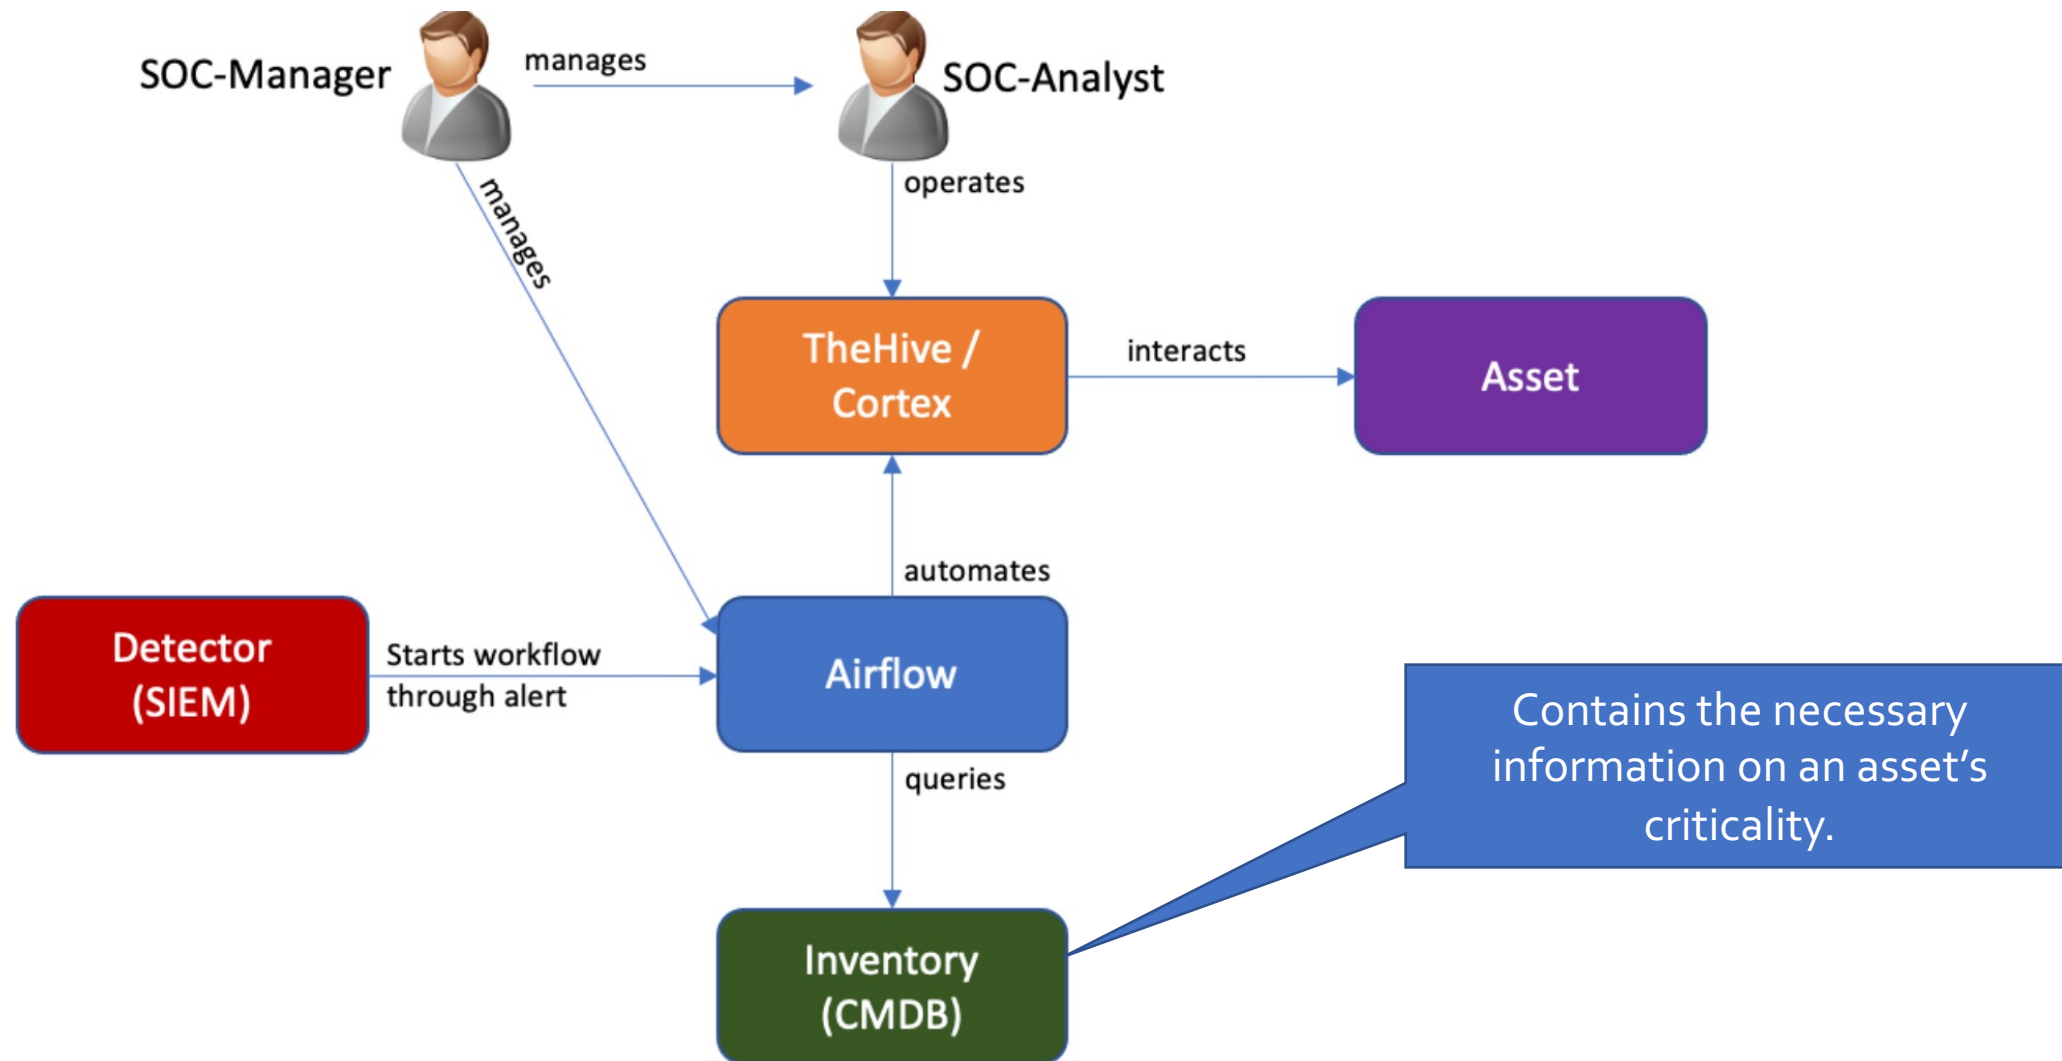 SOC-Manager
manages
SOC-Analyst
operates
manages
TheHive /
Cortex
interacts
Asset
automates
Detector
(SIEM)
Starts workflow
through alert
Airflow
queries
Contains the necessary
information on an asset’s
criticality.
Inventory
(CMDB)